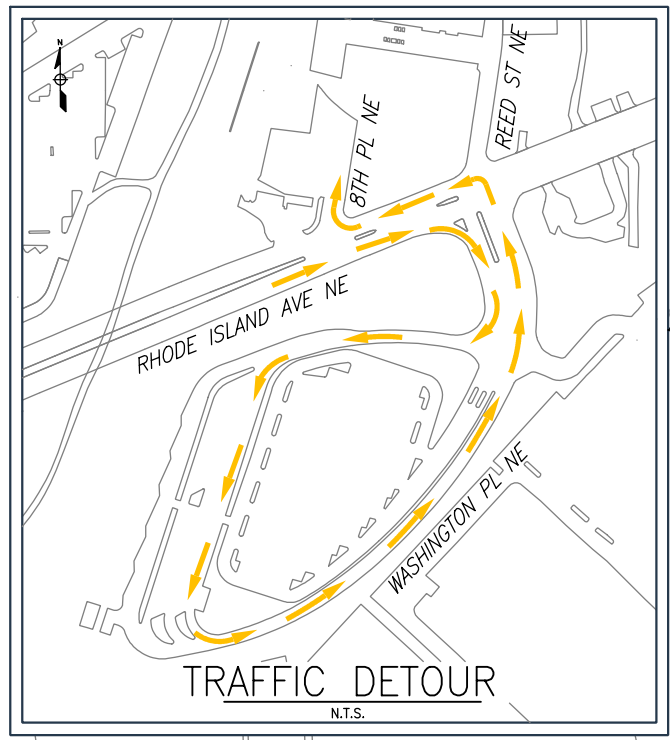 N
REED ST NE
8TH PL NE
RHODE ISLAND AVE NE
WASHINGTON PL NE
TRAFFIC DETOUR
N.T.S.